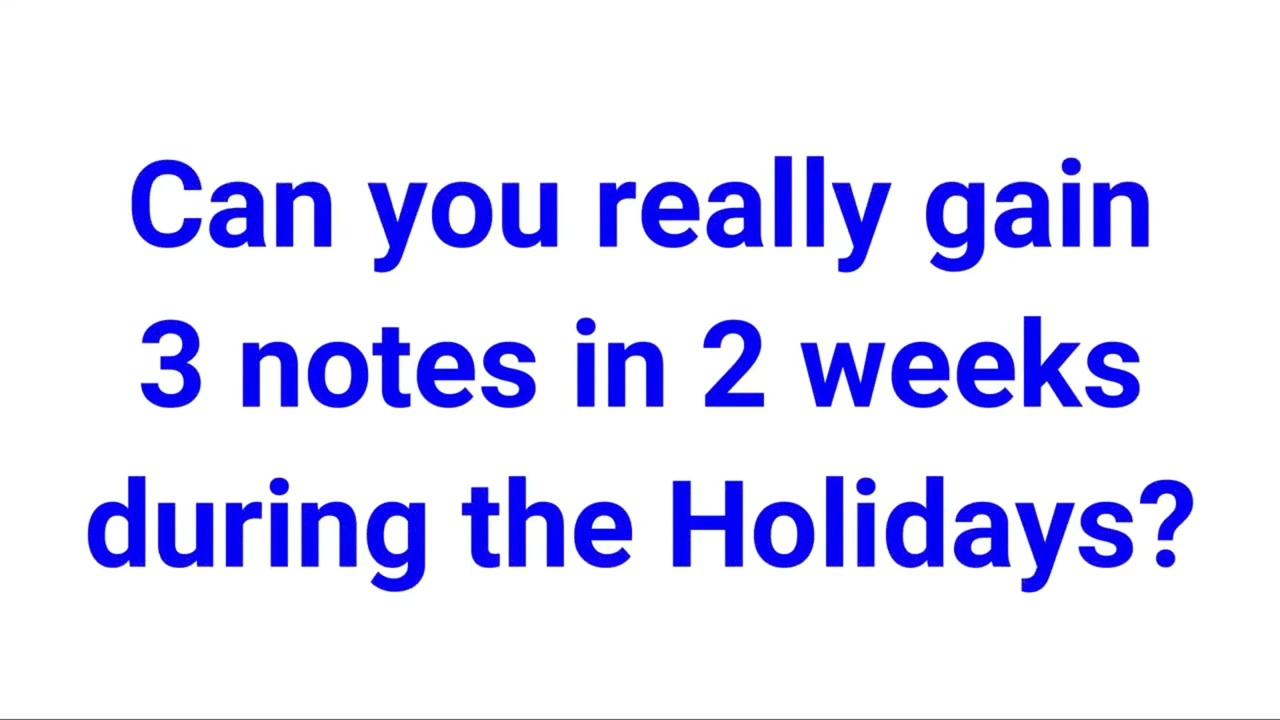 Can you really gain
3 notes in 2 weeks
during the Holidays?